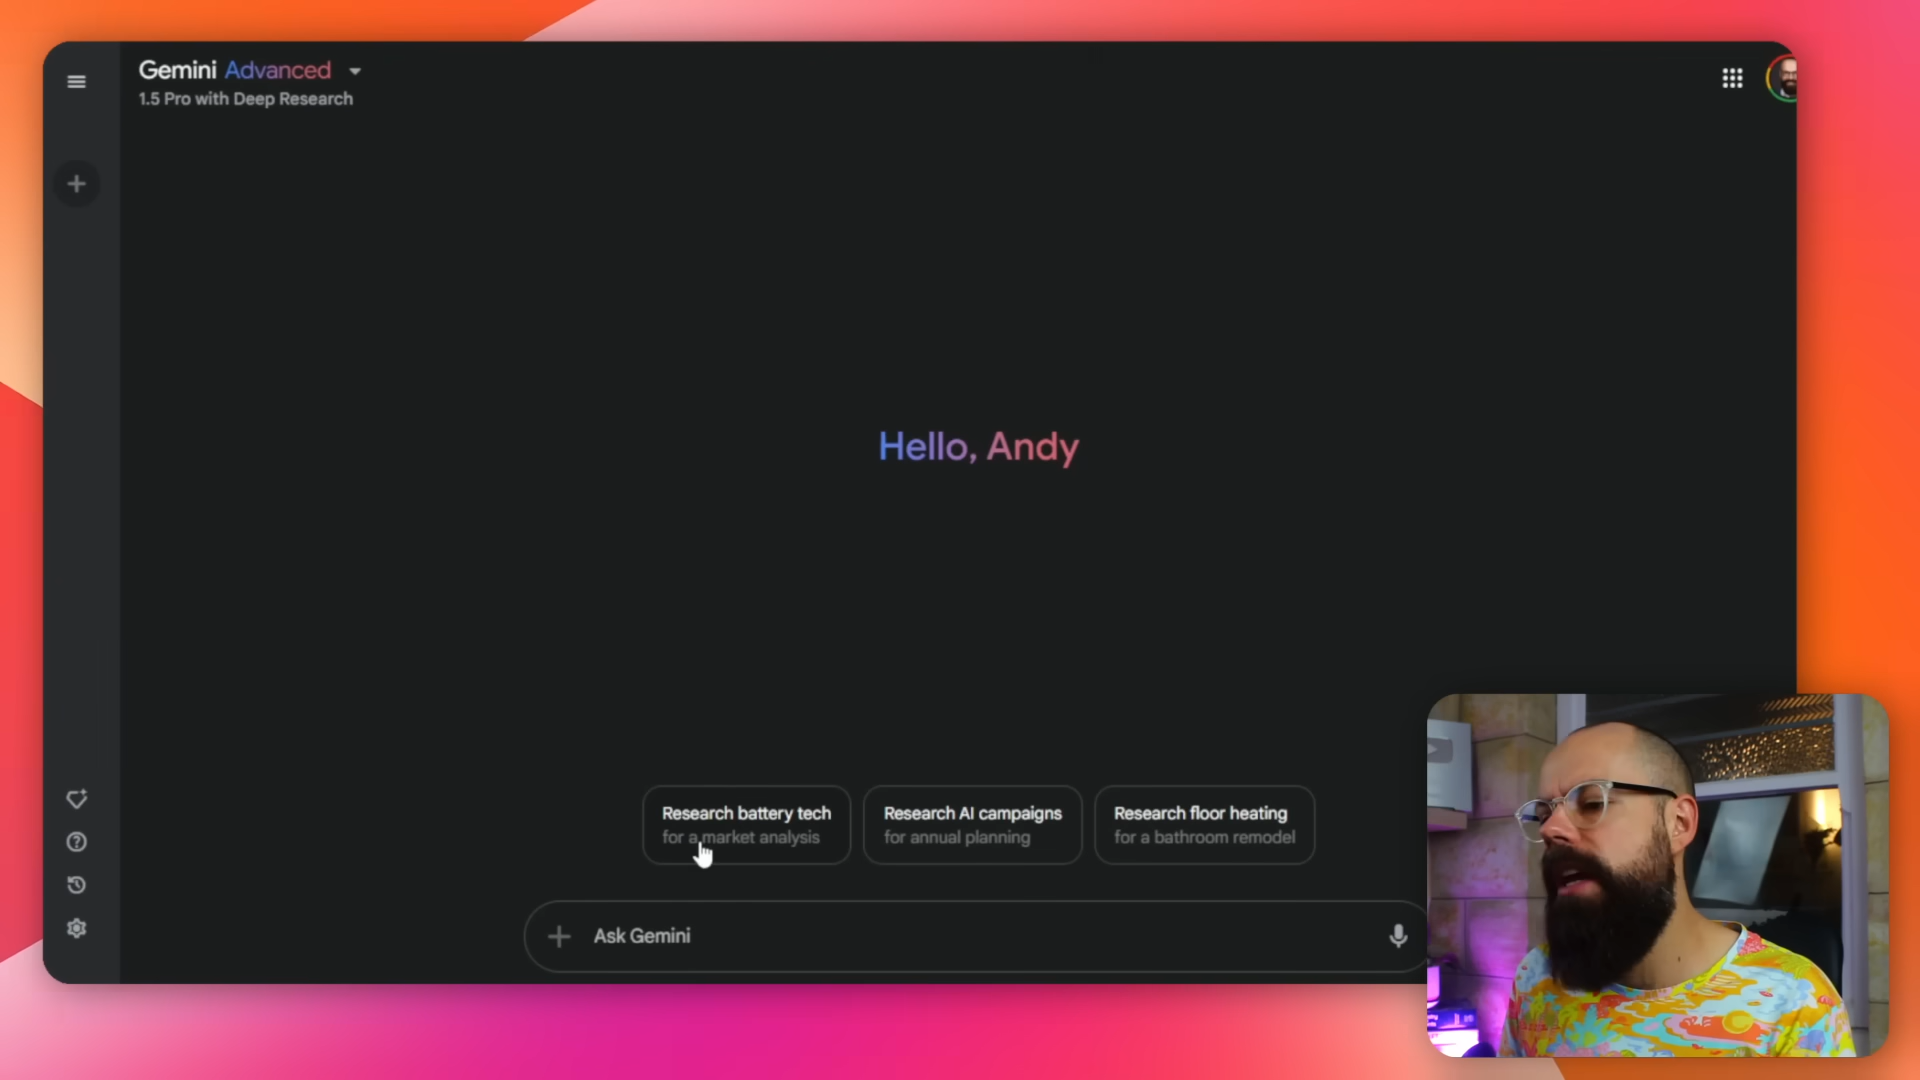 Gemini Advanced
1.5 Pro with Deep Research
Hello, Andy
Research battery tech
for a market analysis
Research AI campaigns
for annual planning
Research floor heating
for a bathroom remodel
Ask Gemini